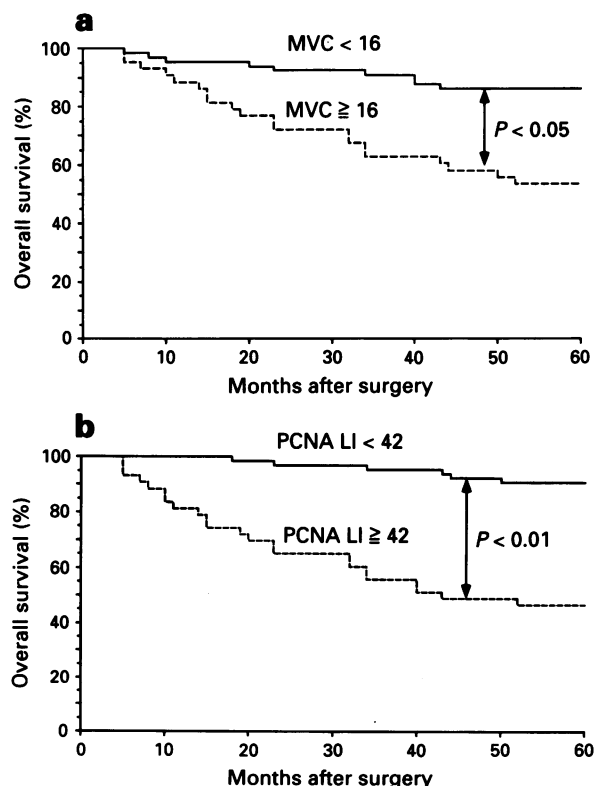 a
MVC < 16
MVC ≧ 16
P < 0.05
Overall survival (%)
100
80
60
40
20
0
0 10 20 30 40 50 60
Months after surgery
b
PCNA LI < 42
PCNA LI ≧ 42
P < 0.01
Overall survival (%)
100
80
60
40
20
0
0 10 20 30 40 50 60
Months after surgery